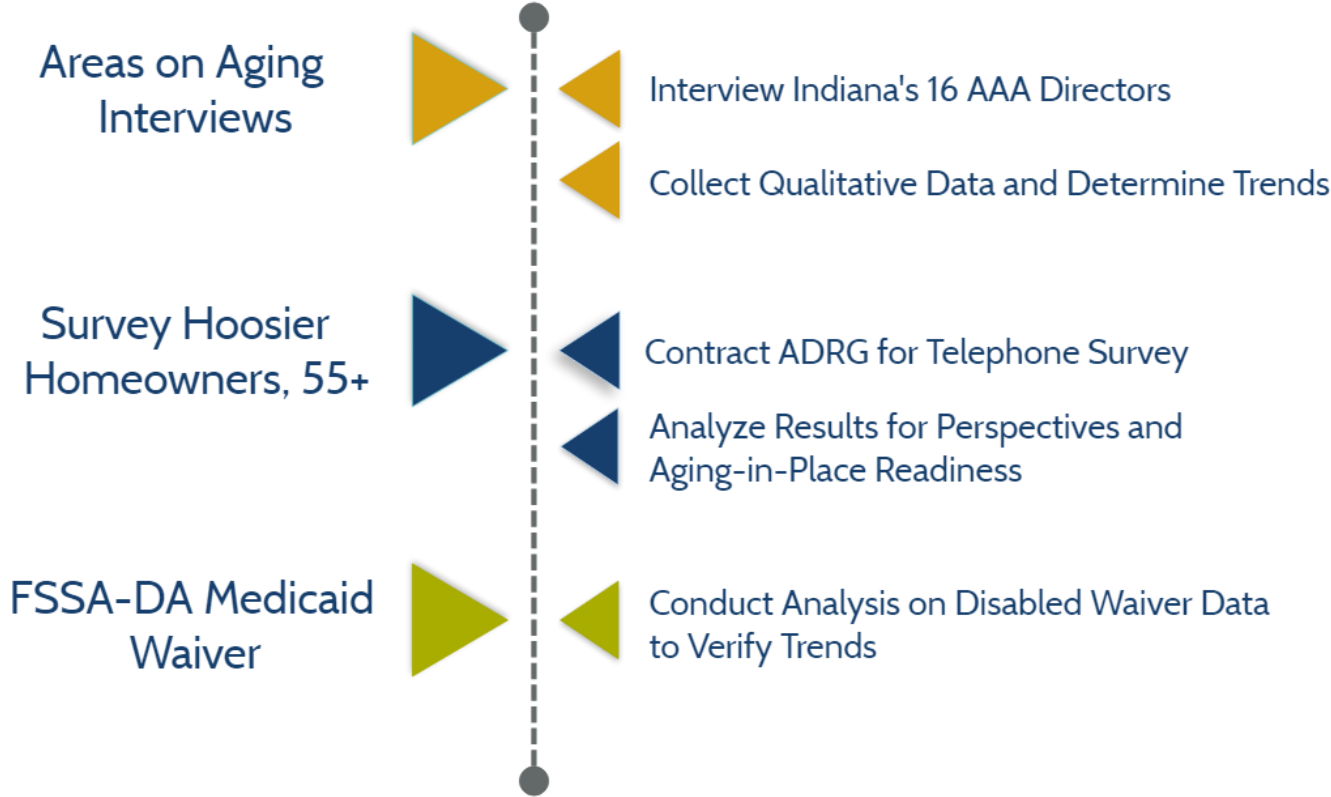 Areas on Aging
Interviews
Interview Indiana's 16 AAA Directors
Collect Qualitative Data and Determine Trends
Survey Hoosier
Homeowners, 55+
Contract ADRG for Telephone Survey
Analyze Results for Perspectives and
Aging-in-Place Readiness
FSSA-DA Medicaid
Waiver
Conduct Analysis on Disabled Waiver Data
to Verify Trends